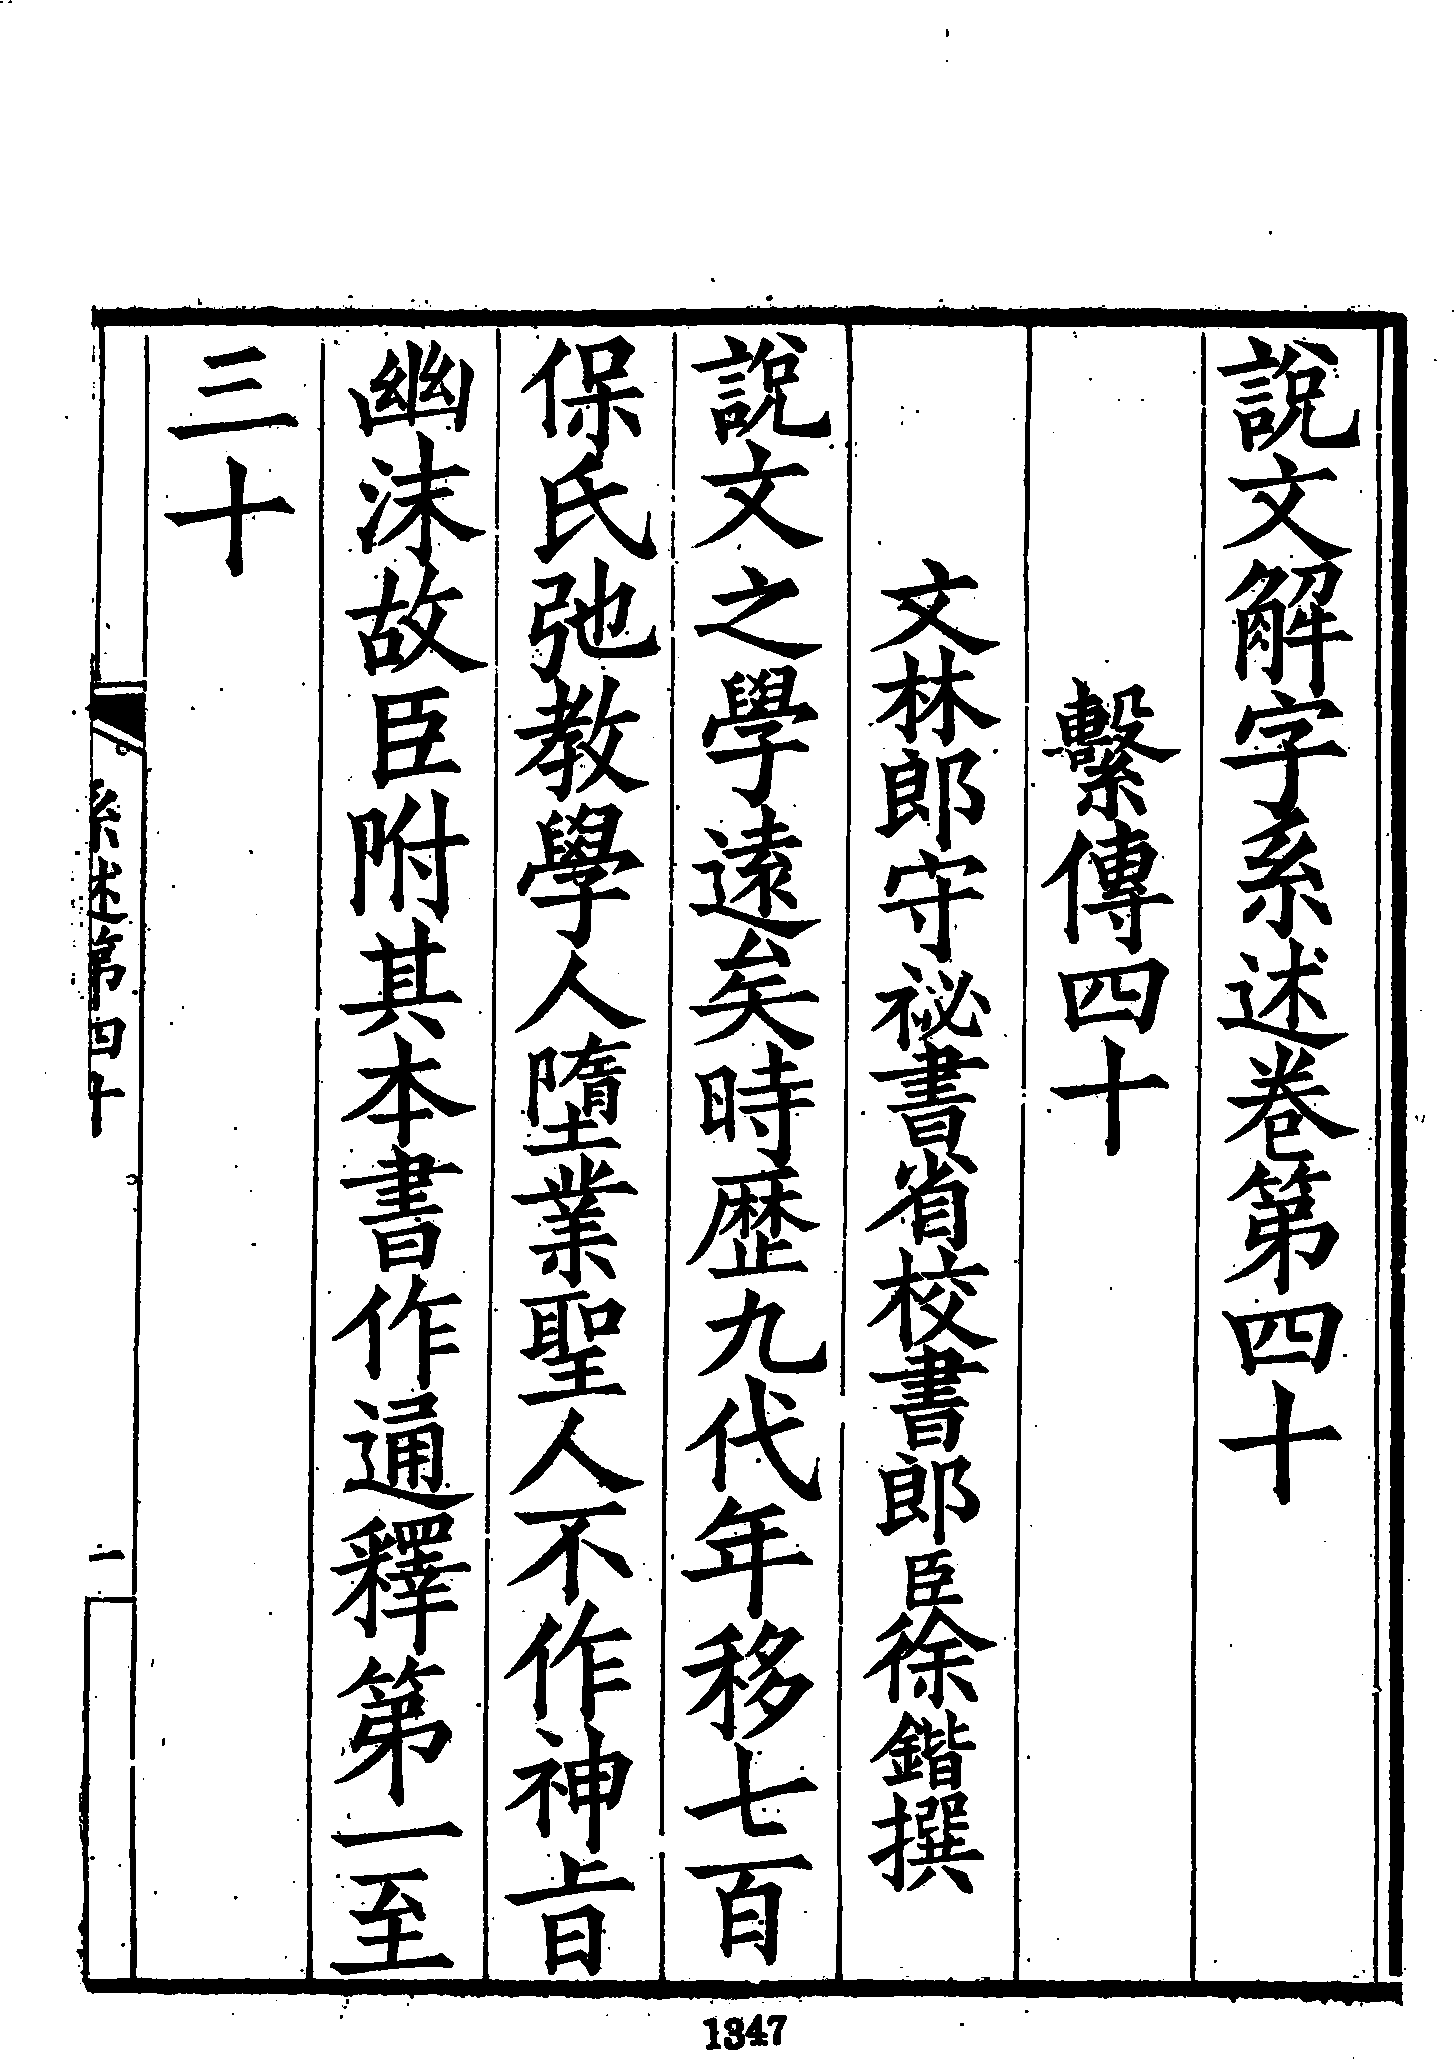 說文解字系述卷第四十
繫傳四十
文林郎守祕書省校書郎臣徐鍇撰
說文之學遠矣時歷九代年移七百
保氏弛教學人墮業聖人不作神旨
幽沬故臣附其本書作通釋第一至
三十
系述第四十
一
1347